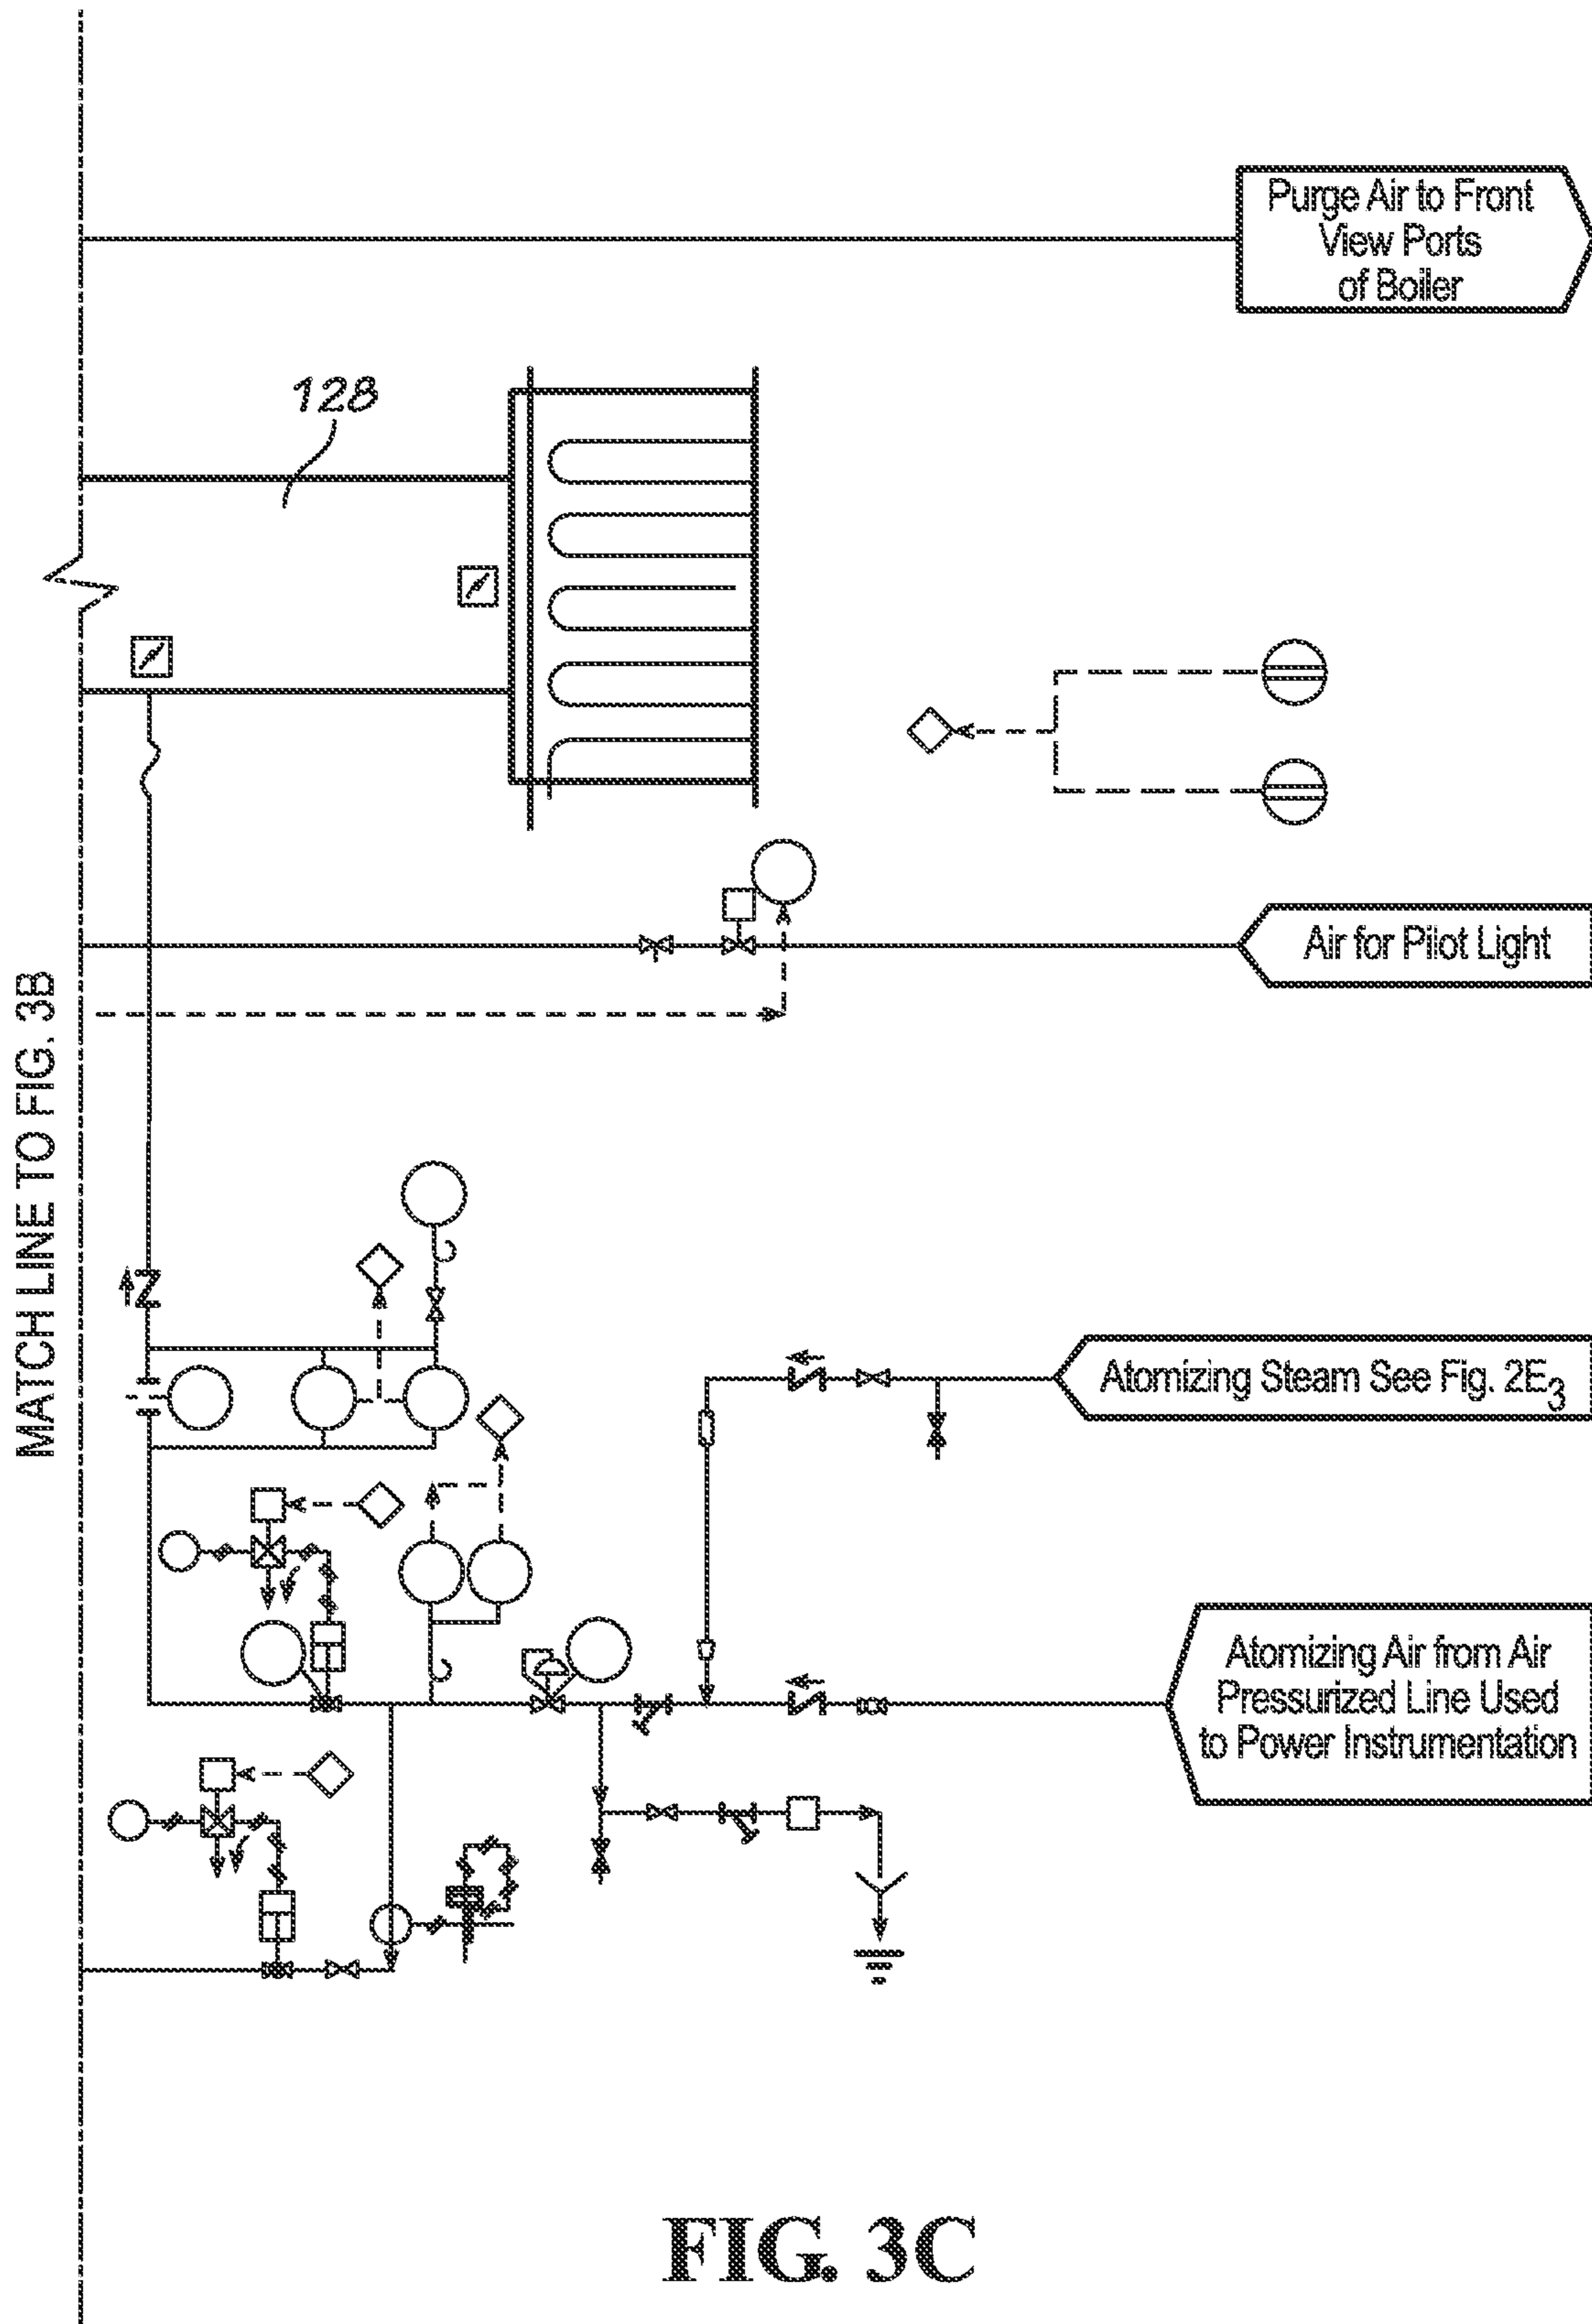 Purge Air to Front
View Ports
of Boiler
128
Air for Pilot Light
MATCH LINE TO FIG. 3B
Atomizing Steam See Fig. 2E3
Atomizing Air from Air
Pressurized Line Used
to Power Instrumentation
FIG. 3C